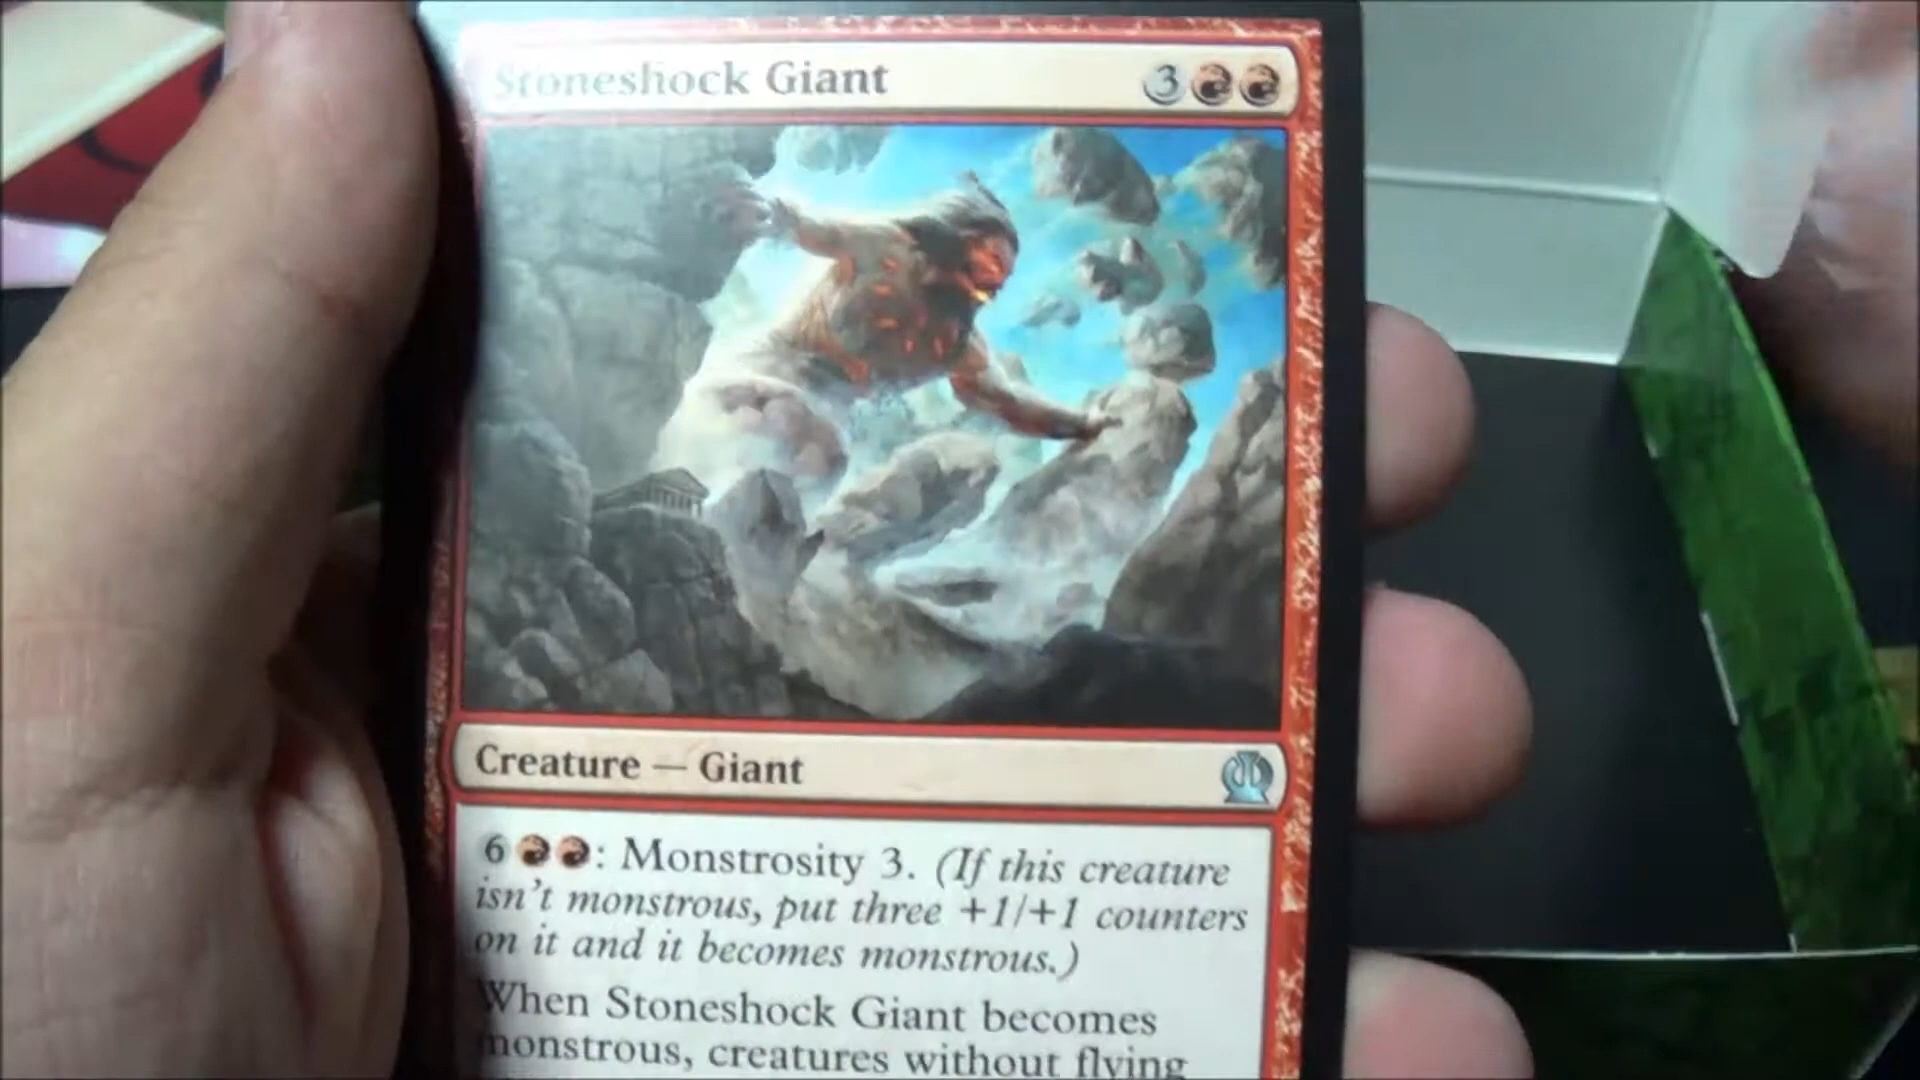 Stoneshock Giant 3
Creature — Giant
6 : Monstrosity 3. (If this creature
isn't monstrous, put three +1/+1 counters
on it and it becomes monstrous.)
When Stoneshock Giant becomes
monstrous, creatures without flying